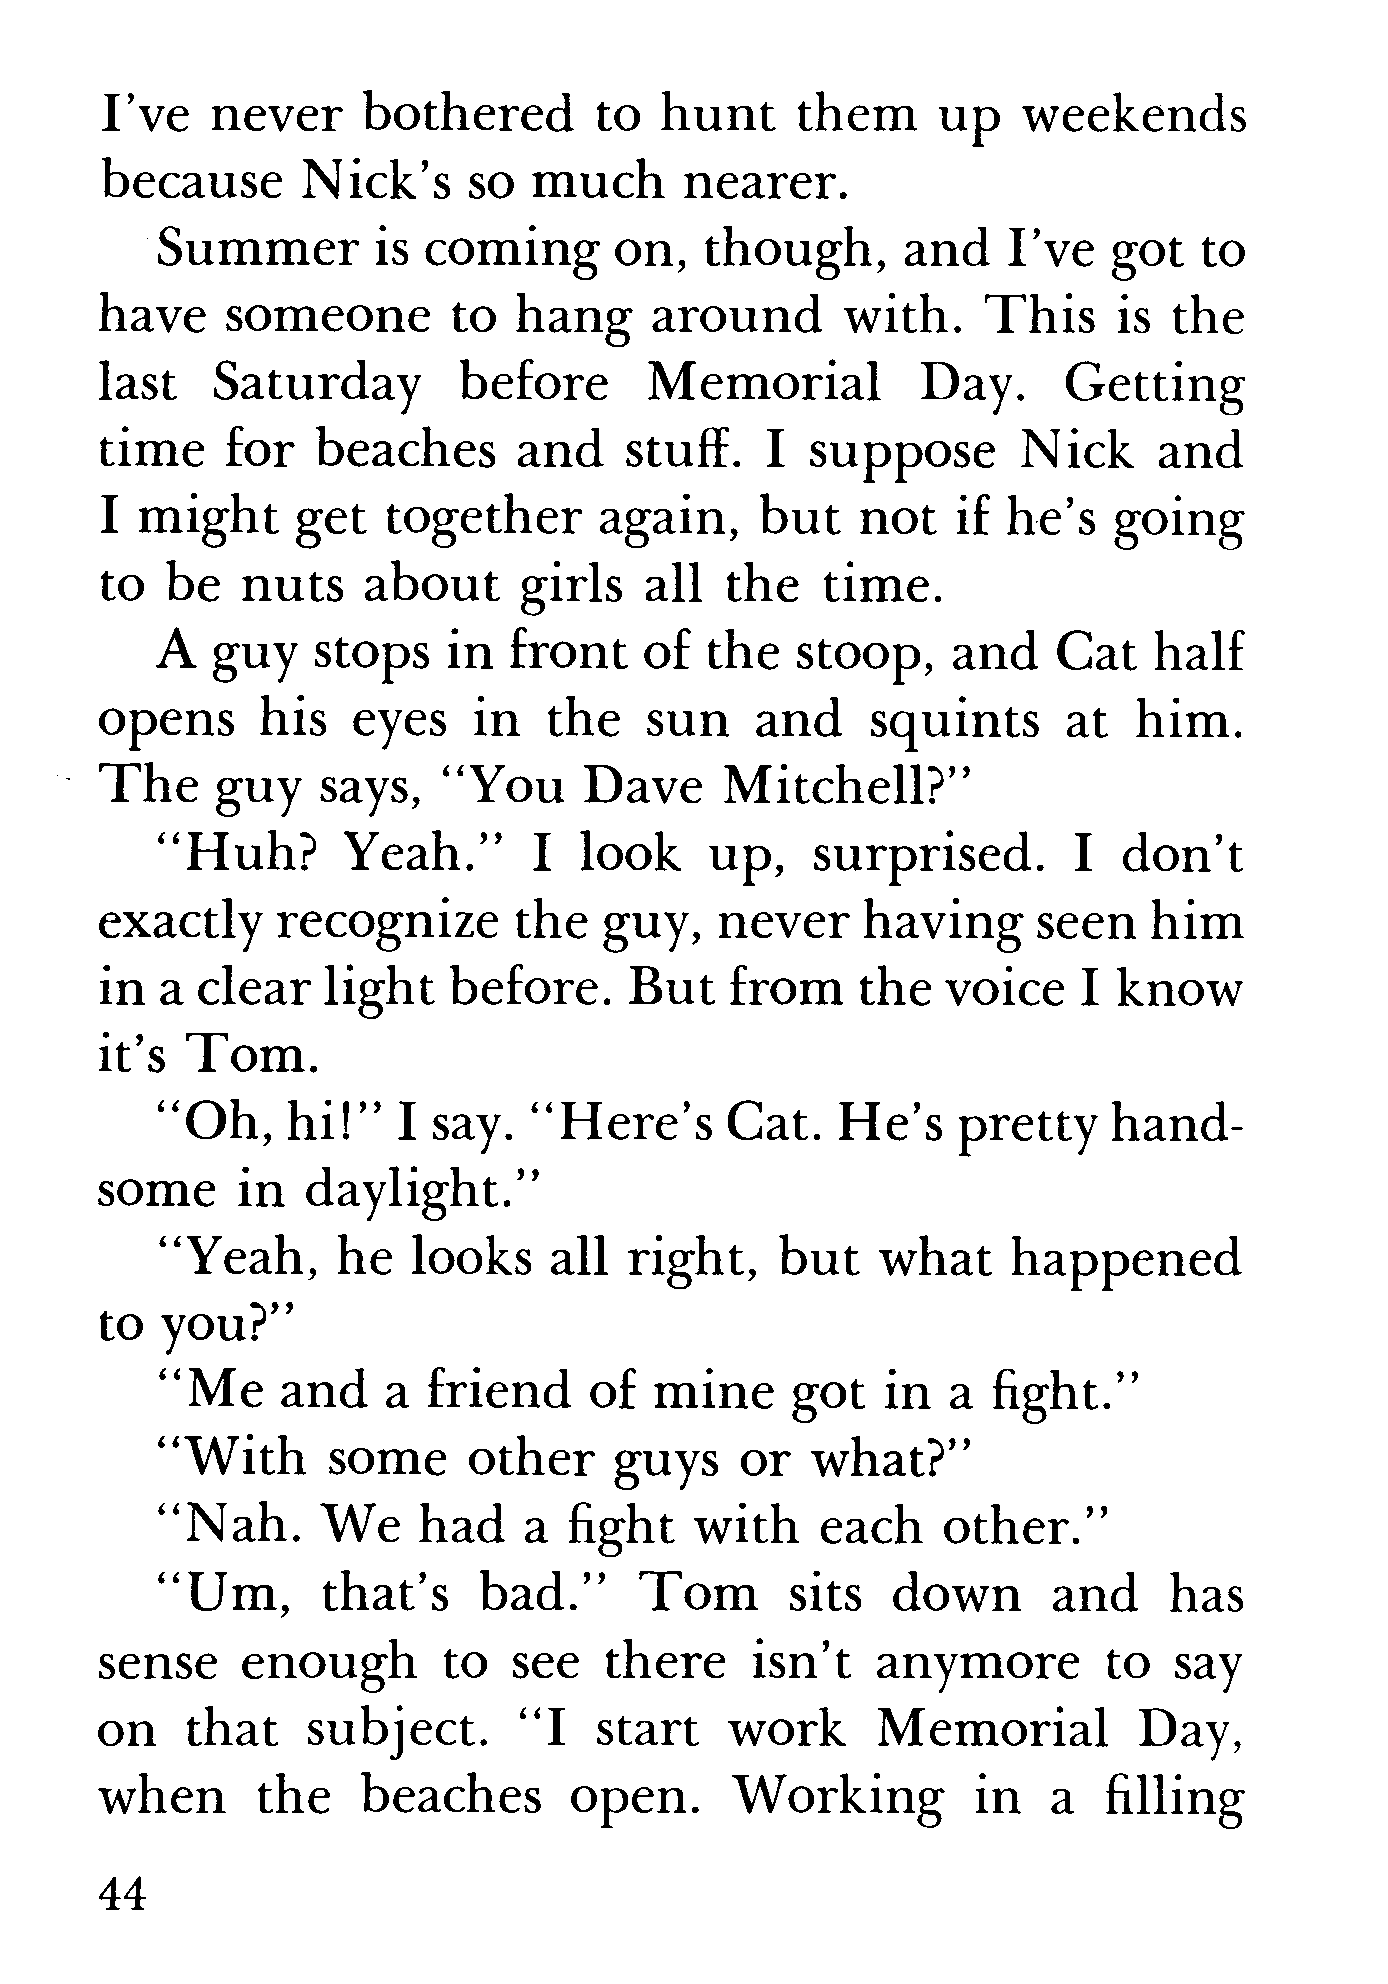 I've never bothered to hunt them up weekends
because Nick's so much nearer.
Summer is coming on, though, and I've got to
have someone to hang around with. This is the
last Saturday before Memorial Day. Getting
time for beaches and stuff. I suppose Nick and
I might get together again, but not if he's going
to be nuts about girls all the time.
A guy stops in front of the stoop, and Cat half
opens his eyes in the sun and squints at him.
The guy says, “You Dave Mitchell?”
“Huh? Yeah.” I look up, surprised. I don't
exactly recognize the guy, never having seen him
in a clear light before. But from the voice I know
it's Tom.
“Oh, hi!” I say. “Here's Cat. He's pretty hand-
some in daylight.”
“Yeah, he looks all right, but what happened
to you?”
“Me and a friend of mine got in a fight.”
“With some other guys or what?”
“Nah. We had a fight with each other.”
“Um, that's bad.” Tom sits down and has
sense enough to see there isn't anymore to say
on that subject. “I start work Memorial Day,
when the beaches open. Working in a filling
44